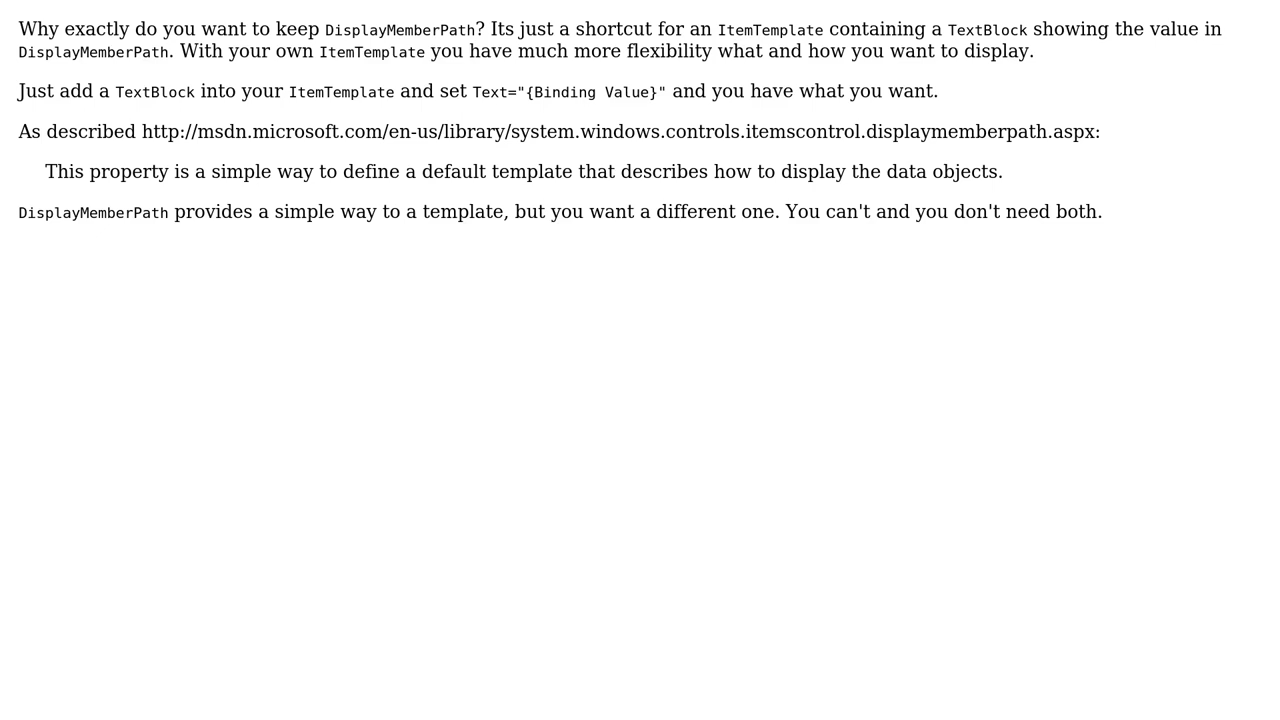 Why exactly do you want to keep DisplayMemberPath? Its just a shortcut for an ItemTemplate containing a TextBlock showing the value in
DisplayMemberPath. With your own ItemTemplate you have much more flexibility what and how you want to display.
Just add a TextBlock into your ItemTemplate and set Text="{Binding Value}" and you have what you want.
As described http://msdn.microsoft.com/en-us/library/system.windows.controls.itemscontrol.displaymemberpath.aspx:
This property is a simple way to define a default template that describes how to display the data objects.
DisplayMemberPath provides a simple way to a template, but you want a different one. You can't and you don't need both.